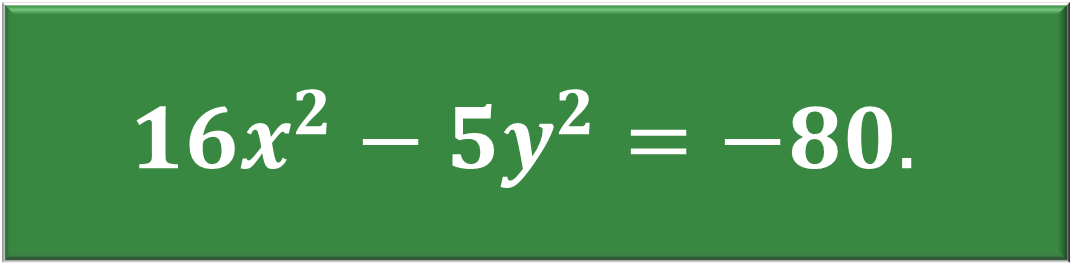 16x² − 5y² = −80.